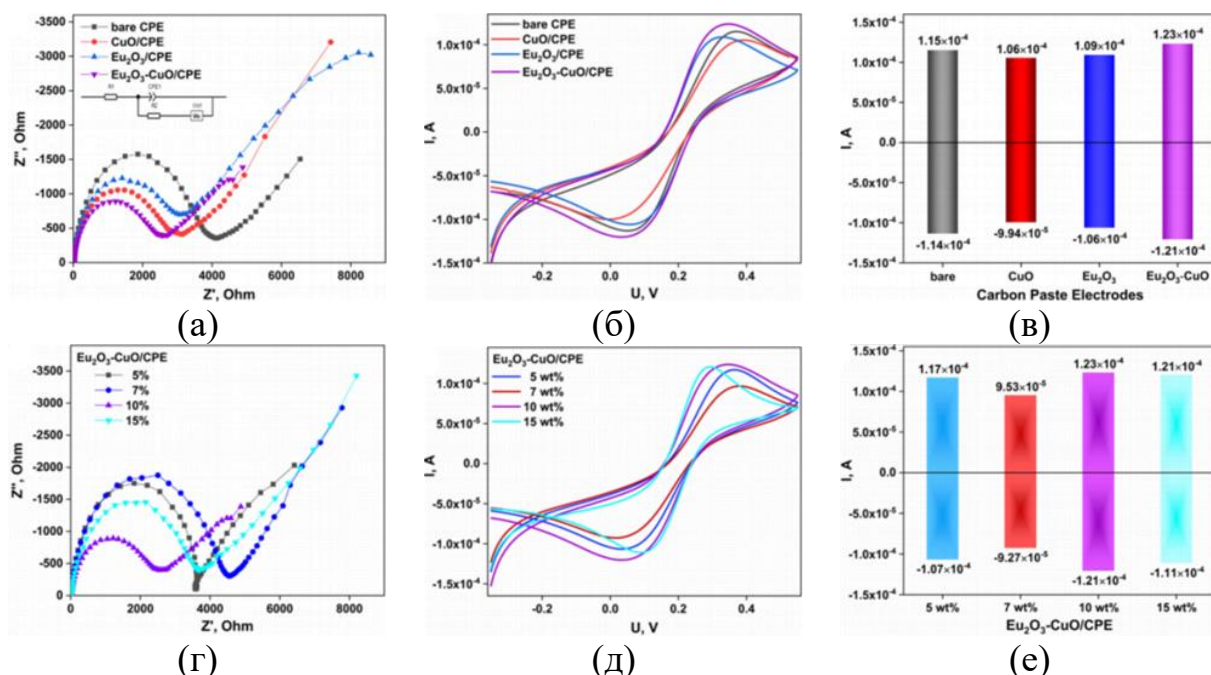 bare CPE
CuO/CPE
Eu₂O₃/CPE
Eu₂O₃-CuO/CPE
R1 CPE1
R2
-3500
-3000
-2500
-2000
-1500
-1000
-500
0
Z'', Ohm
0 2000 4000 6000 8000
Z', Ohm
(а)
bare CPE
CuO/CPE
Eu₂O₃/CPE
Eu₂O₃-CuO/CPE
1.0x10⁻⁴
5.0x10⁻⁵
0.0
-5.0x10⁻⁵
-1.0x10⁻⁴
-1.5x10⁻⁴
I, A
-0.2 0.0 0.2 0.4
U, V
(б)
1.15×10⁻⁴ 1.06×10⁻⁴ 1.09×10⁻⁴ 1.23×10⁻⁴
1.0x10⁻⁴
5.0x10⁻⁵
0.0
-5.0x10⁻⁵
-1.0x10⁻⁴
-1.5x10⁻⁴
I, A
-1.14×10⁻⁴ -9.94×10⁻⁵ -1.06×10⁻⁴ -1.21×10⁻⁴
bare CuO Eu₂O₃ Eu₂O₃-CuO
Carbon Paste Electrodes
(в)
Eu₂O₃-CuO/CPE
5%
7%
10%
15%
-3500
-3000
-2500
-2000
-1500
-1000
-500
0
Z'', Ohm
0 2000 4000 6000 8000
Z', Ohm
(г)
Eu₂O₃-CuO/CPE
5 wt%
7 wt%
10 wt%
15 wt%
1.0x10⁻⁴
5.0x10⁻⁵
0.0
-5.0x10⁻⁵
-1.0x10⁻⁴
-1.5x10⁻⁴
I, A
-0.2 0.0 0.2 0.4
U, V
(д)
1.17×10⁻⁴ 9.53×10⁻⁵ 1.23×10⁻⁴ 1.21×10⁻⁴
1.0x10⁻⁴
5.0x10⁻⁵
0.0
-5.0x10⁻⁵
-1.0x10⁻⁴
-1.5x10⁻⁴
I, A
-1.07×10⁻⁴ -9.27×10⁻⁵ -1.21×10⁻⁴ -1.11×10⁻⁴
5 wt% 7 wt% 10 wt% 15 wt%
Eu₂O₃-CuO/CPE
(е)